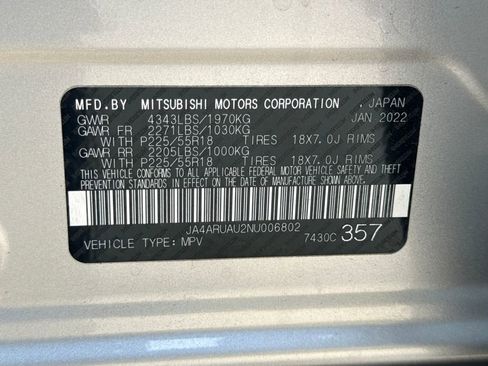 MFD.BY MITSUBISHI MOTORS CORPORATION , JAPAN
GVWR 4343LBS/1970KG JAN 2022
GAWR FR 2271LBS/1030KG
WITH P225/55R18 TIRES 18X7.0J RIMS
GAWR RR 2205LBS/1000KG
WITH P225/55R18 TIRES 18X7.0J RIMS
THIS VEHICLE CONFORMS TO ALL APPLICABLE FEDERAL MOTOR VEHICLE SAFETY
STANDARDS IN EFFECT ON THE DATE OF MANUFACTURE SHOWN ABOVE.
JA4ARUAU2NU006802
VEHICLE TYPE: MPV 7430C 357